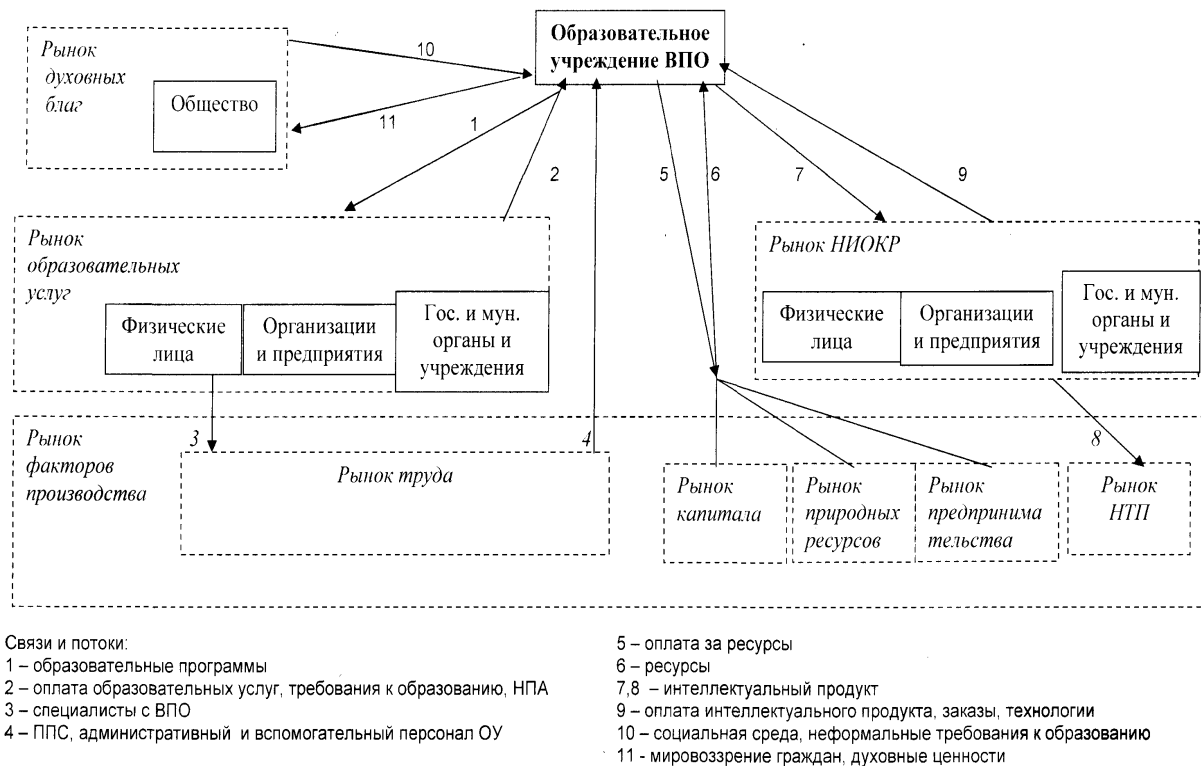 Образовательное
учреждение ВПО
Рынок
духовных
благ
Общество
10
11
1
2
5
6
7
9
Рынок
образовательных
услуг
Физические
лица
Организации
и предприятия
Гос. и мун.
органы и
учреждения
Рынок НИОКР
Физические
лица
Организации
и предприятия
Гос. и мун.
органы и
учреждения
Рынок
факторов
производства
3
4
8
Рынок труда
Рынок
капитала
Рынок
природных
ресурсов
Рынок
предпринима
тельства
Рынок
НТП
Связи и потоки:
1 – образовательные программы
2 – оплата образовательных услуг, требования к образованию, НПА
3 – специалисты с ВПО
4 – ППС, административный и вспомогательный персонал ОУ
5 – оплата за ресурсы
6 – ресурсы
7,8 – интеллектуальный продукт
9 – оплата интеллектуального продукта, заказы, технологии
10 – социальная среда, неформальные требования к образованию
11 - мировоззрение граждан, духовные ценности